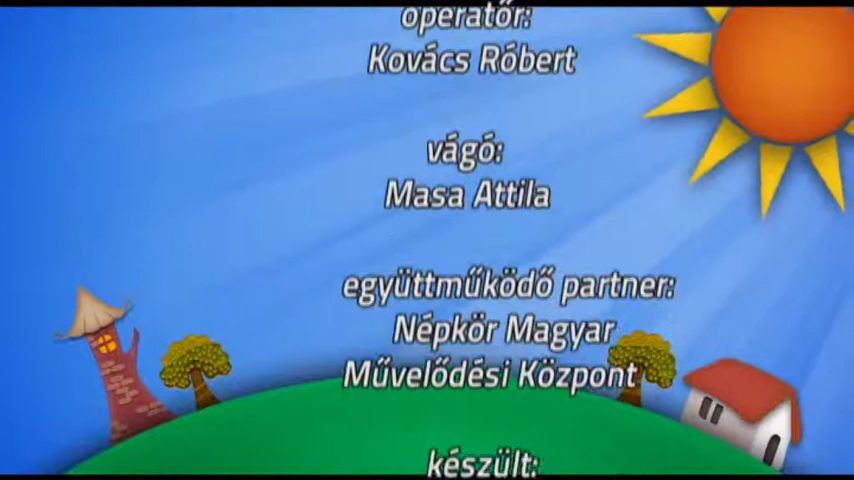 operatőr:
Kovács Róbert
vágó:
Masa Attila
együttműködő partner:
Népkör Magyar
Művelődési Központ
készült: